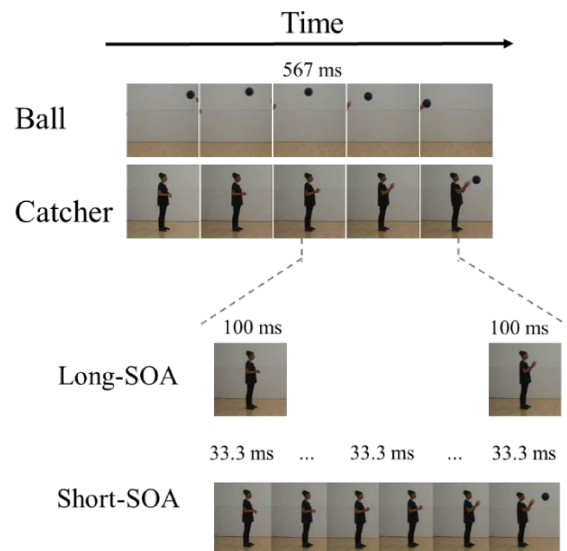 Time
567 ms
Ball
Catcher
100 ms 100 ms
Long-SOA
33.3 ms ... 33.3 ms ... 33.3 ms
Short-SOA